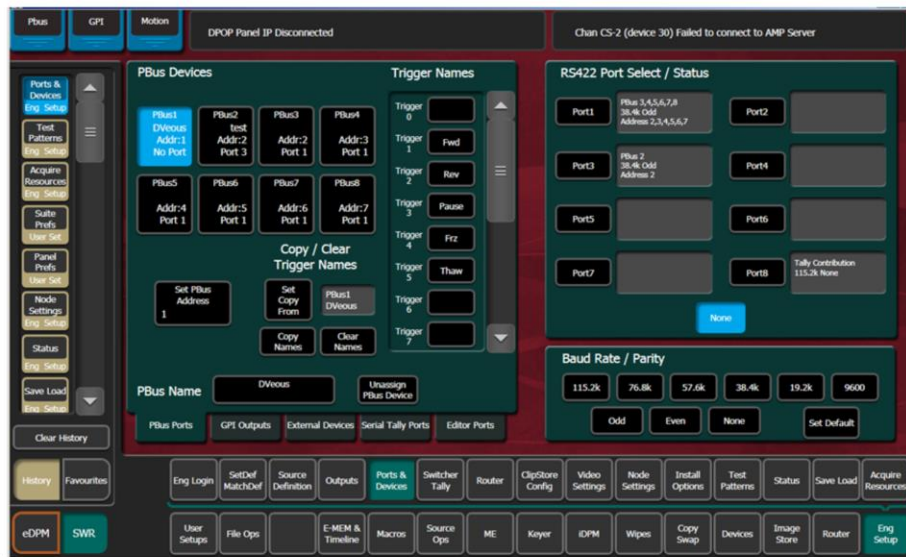 Pbus
GPI
Motion
DPOP Panel IP Disconnected
Chan CS-2 (device 30) Failed to connect to AMP Server
Ports &
Devices
Eng Setup
Test
Patterns
Eng Setup
Acquire
Resources
Eng Setup
Suite
Prefs
User Set
Panel
Prefs
User Set
Node
Settings
Eng Setup
Status
Eng Setup
Save Load
Eng Setup
Clear History
History
Favourites
eDPM
SWR
PBus Devices
PBus1
DVeous
Addr:1
No Port
PBus2
test
Addr:2
Port 3
PBus3
Addr:2
Port 1
PBus4
Addr:3
Port 1
PBus5
Addr:4
Port 1
PBus6
Addr:5
Port 1
PBus7
Addr:6
Port 1
PBus8
Addr:7
Port 1
Copy / Clear
Trigger Names
Set PBus
Address
1
Set
Copy
From
PBus1
DVeous
Copy
Names
Clear
Names
PBus Name
DVeous
Unassign
PBus Device
Trigger Names
Trigger
0
Trigger
1
Fwd
Trigger
2
Rev
Trigger
3
Pause
Trigger
4
Frz
Trigger
5
Thaw
Trigger
6
Trigger
7
PBus Ports
GPI Outputs
External Devices
Serial Tally Ports
Editor Ports
RS422 Port Select / Status
Port1
PBus 3,4,5,6,7,8
38.4k Odd
Address 2,3,4,5,6,7
Port2
Port3
PBus 2
38.4k Odd
Address 2
Port4
Port5
Port6
Port7
Port8
Tally Contribution
115.2k None
None
Baud Rate / Parity
115.2k
76.8k
57.6k
38.4k
19.2k
9600
Odd
Even
None
Set Default
Eng Login
SetDef
MatchDef
Source
Definition
Outputs
Ports &
Devices
Switcher
Tally
Router
ClipStore
Config
Video
Settings
Node
Settings
Install
Options
Test
Patterns
Status
Save Load
Acquire
Resources
User
Setups
File Ops
E-MEM &
Timeline
Macros
Source
Ops
ME
Keyer
iDPM
Wipes
Copy
Swap
Devices
Image
Store
Router
Eng
Setup